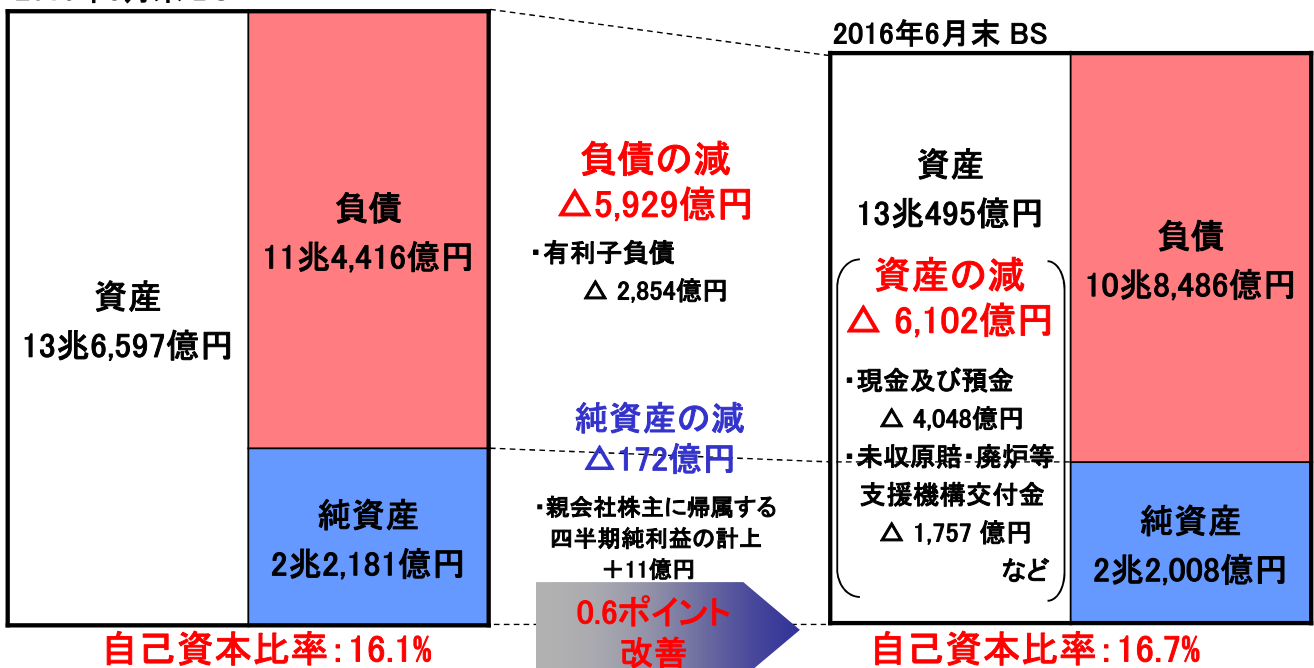 資産
13兆6,597億円
負債
11兆4,416億円
純資産
2兆2,181億円
自己資本比率:16.1%
負債の減
△5,929億円
・有利子負債
△ 2,854億円
純資産の減
△172億円
・親会社株主に帰属する
四半期純利益の計上
+11億円
0.6ポイント
改善
2016年6月末 BS
資産
13兆495億円
資産の減
△ 6,102億円
・現金及び預金
△ 4,048億円
・未収原賠・廃炉等
支援機構交付金
△ 1,757 億円
など
負債
10兆8,486億円
純資産
2兆2,008億円
自己資本比率:16.7%